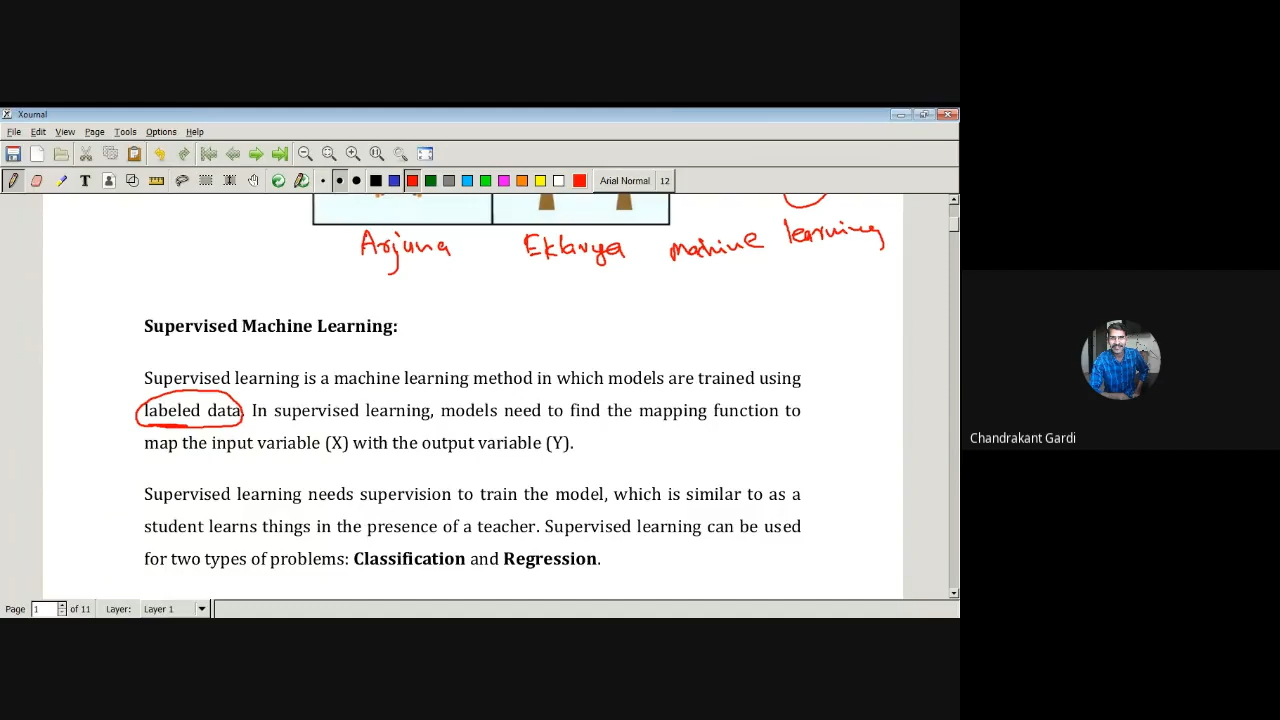 Xournal
File Edit View Page Tools Options Help
Arial Normal 12
Arjuna Eklavya machine learning
Supervised Machine Learning:
Supervised learning is a machine learning method in which models are trained using
labeled data. In supervised learning, models need to find the mapping function to
map the input variable (X) with the output variable (Y).
Supervised learning needs supervision to train the model, which is similar to as a
student learns things in the presence of a teacher. Supervised learning can be used
for two types of problems: Classification and Regression.
Page 1 of 11 Layer: Layer 1
Chandrakant Gardi